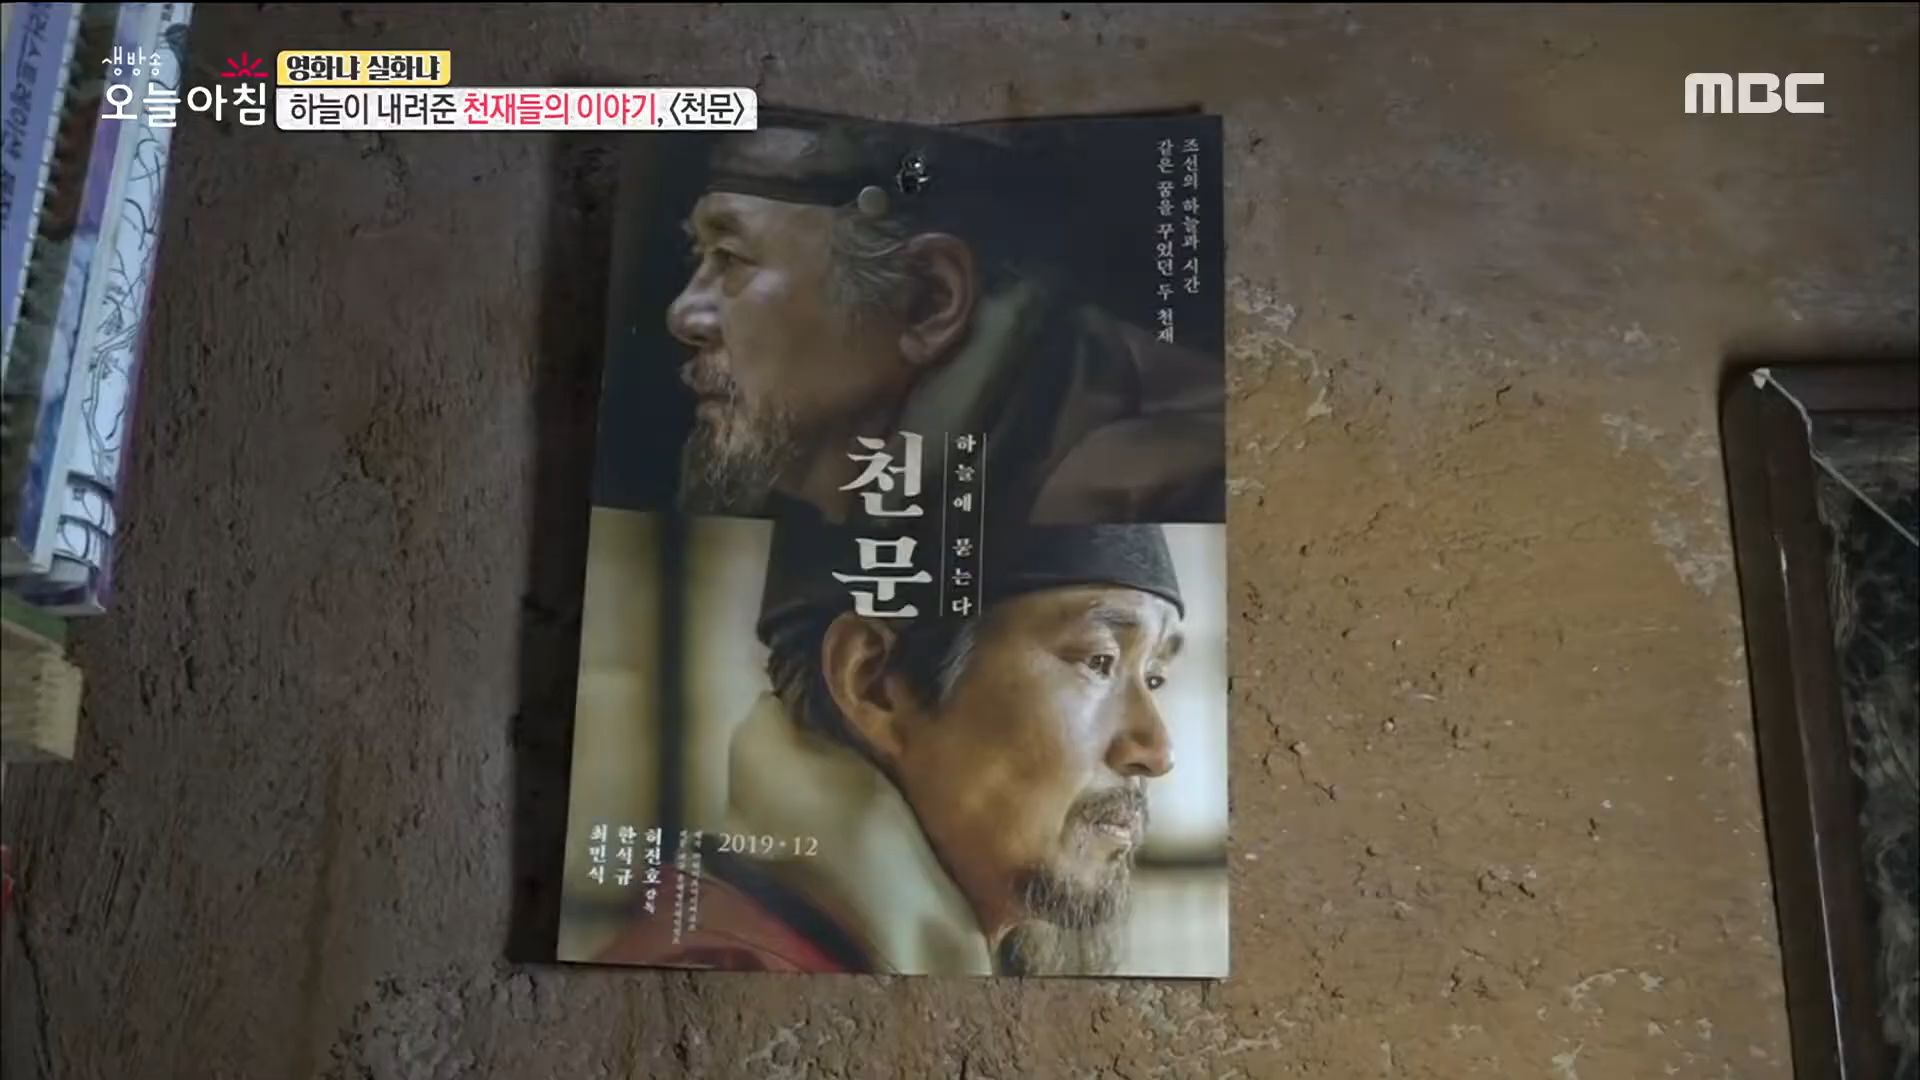 생방송
오늘아침
영화냐 실화냐
하늘이 내려준 천재들의 이야기, <천문>
MBC
조선의 하늘과 시간
같은 꿈을 꾸었던 두 천재
천문
하늘에 묻는다
최민식
한석규
허진호 감독
2019·12